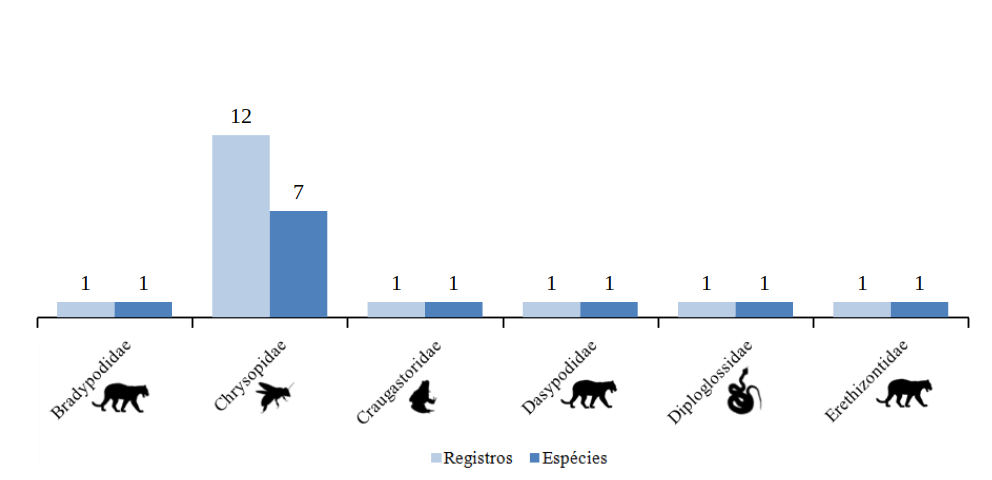 12
7
1 1 1 1 1 1 1 1 1 1
Bradypodidae
Chrysopidae
Craugastoridae
Dasypodidae
Diploglossidae
Erethizontidae
Registros Espécies